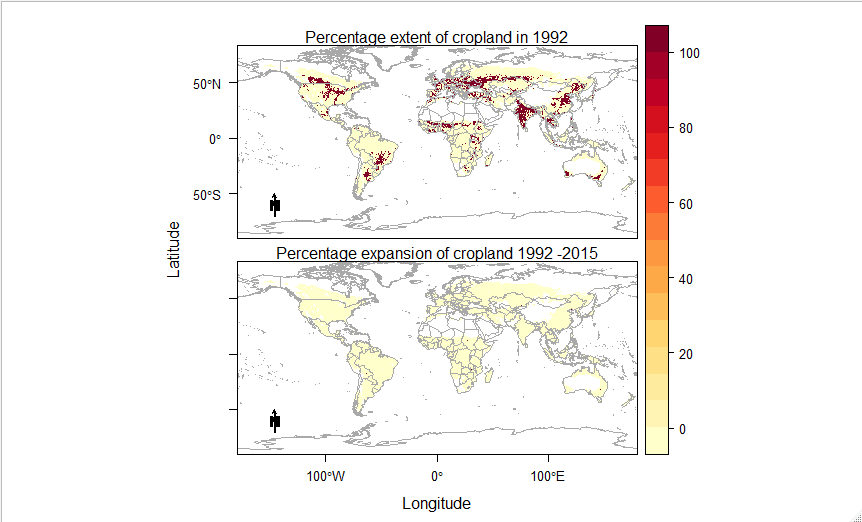 Percentage extent of cropland in 1992
50°N
0°
50°S
N
Percentage expansion of cropland 1992 -2015
N
100°W
0°
100°E
Longitude
Latitude
100
80
60
40
20
0